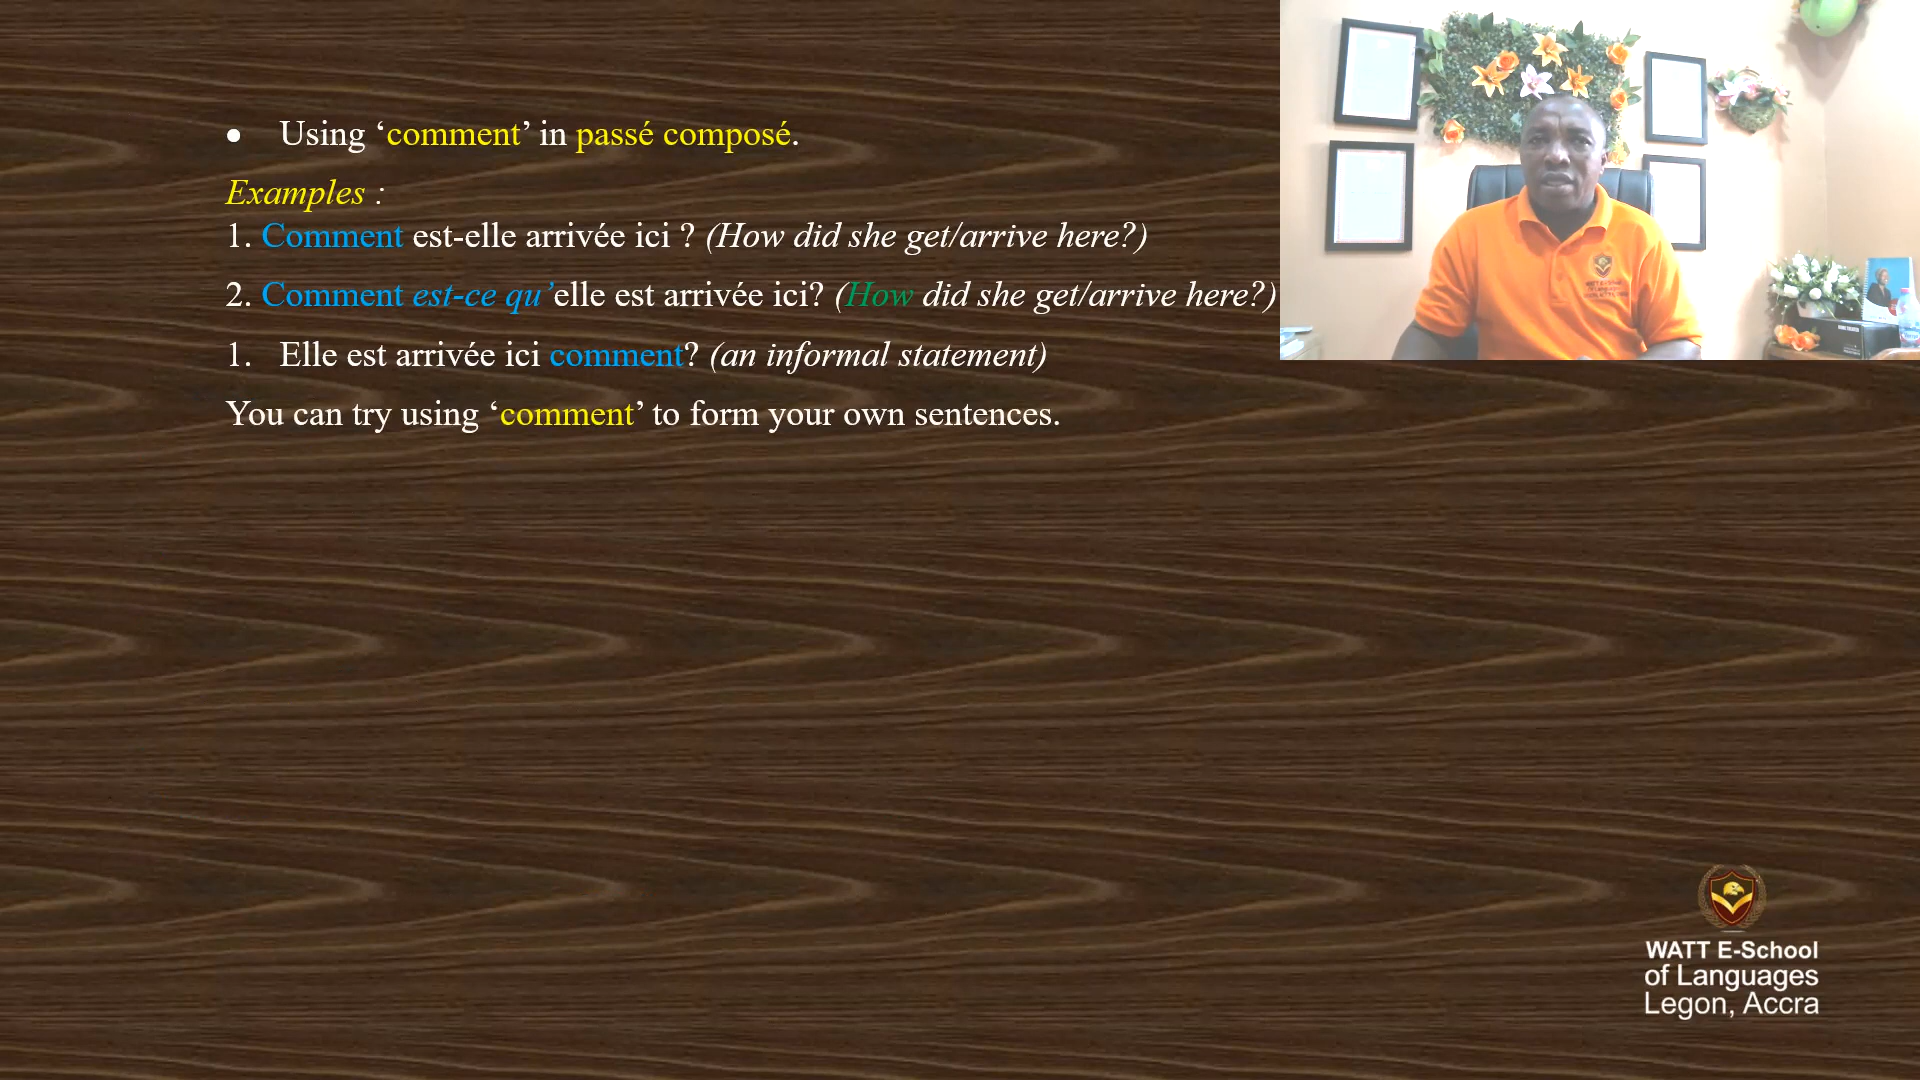 • Using ‘comment’ in passé composé.
Examples :
1. Comment est-elle arrivée ici ? (How did she get/arrive here?)
2. Comment est-ce qu’elle est arrivée ici? (How did she get/arrive here?)
1. Elle est arrivée ici comment? (an informal statement)
You can try using ‘comment’ to form your own sentences.
WATT E-School
of Languages
Legon, Accra